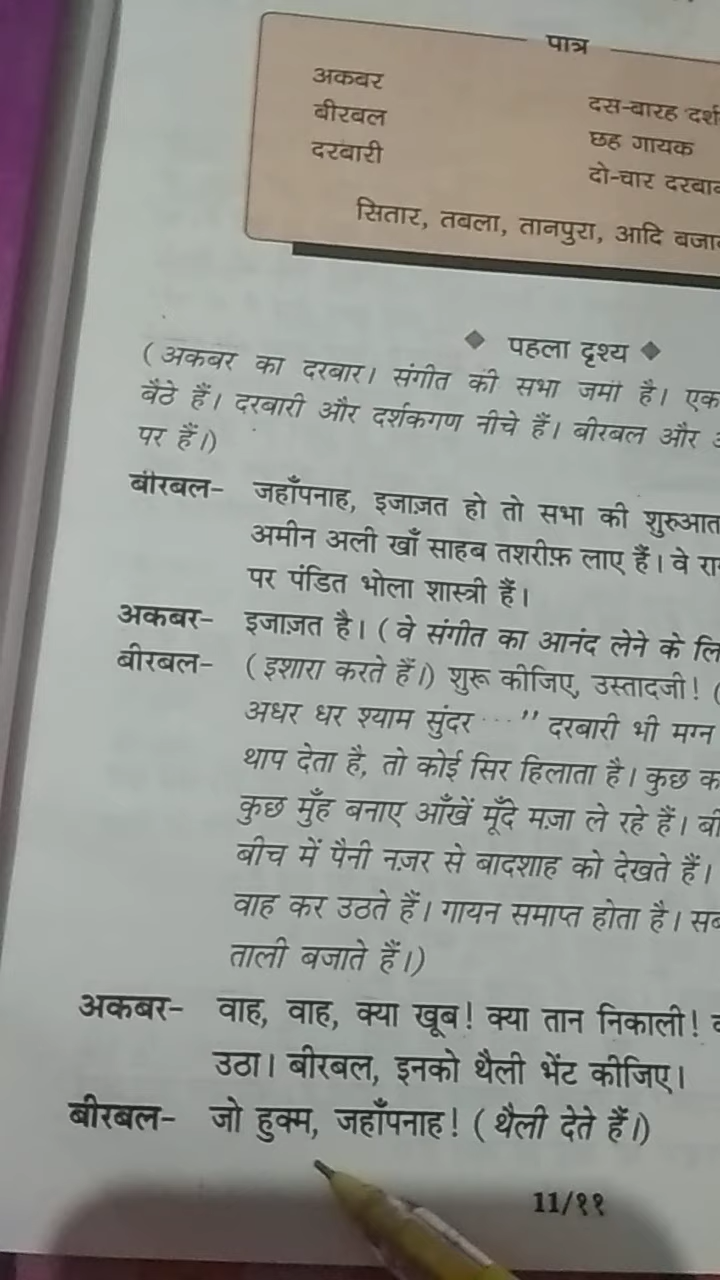 पात्र
अकबर
बीरबल
दरबारी
दस-बारह
छह गायक
दो-चार
सितार, तबला, तानपुरा, आदि
◆ पहला दृश्य ◆
(अकबर का दरबार। संगीत की सभा जमी है। एक
बैठे हैं। दरबारी और दर्शकगण नीचे हैं। बीरबल और
पर हैं।)
बीरबल– जहाँपनाह, इजाज़त हो तो सभा की शुरुआत
अमीन अली खाँ साहब तशरीफ़ लाए हैं। वे
पर पंडित भोला शास्त्री हैं।
अकबर– इजाज़त है। (वे संगीत का आनंद लेने के
बीरबल– (इशारा करते हैं।) शुरू कीजिए, उस्तादजी! (
अधर धर श्याम सुंदर ···” दरबारी भी मग्न
थाप देता है, तो कोई सिर हिलाता है। कुछ
कुछ मुँह बनाए आँखें मूँदे मज़ा ले रहे हैं।
बीच में पैनी नज़र से बादशाह को देखते हैं।
वाह कर उठते हैं। गायन समाप्त होता है।
ताली बजाते हैं।)
अकबर– वाह, वाह, क्या खूब! क्या तान निकाली!
उठा। बीरबल, इनको थैली भेंट कीजिए।
बीरबल– जो हुक्म, जहाँपनाह! (थैली देते हैं।)
11/११